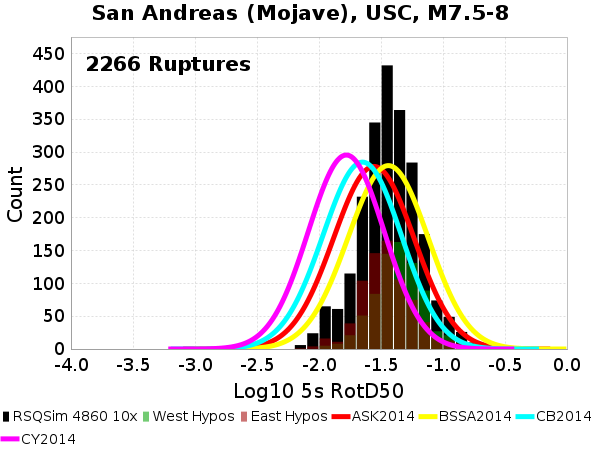 San Andreas (Mojave), USC, M7.5-8
2266 Ruptures
Count
450
400
350
300
250
200
150
100
50
0
-4.0 -3.5 -3.0 -2.5 -2.0 -1.5 -1.0 -0.5 0.0
Log10 5s RotD50
RSQSim 4860 10x West Hypos East Hypos ASK2014 BSSA2014 CB2014
CY2014